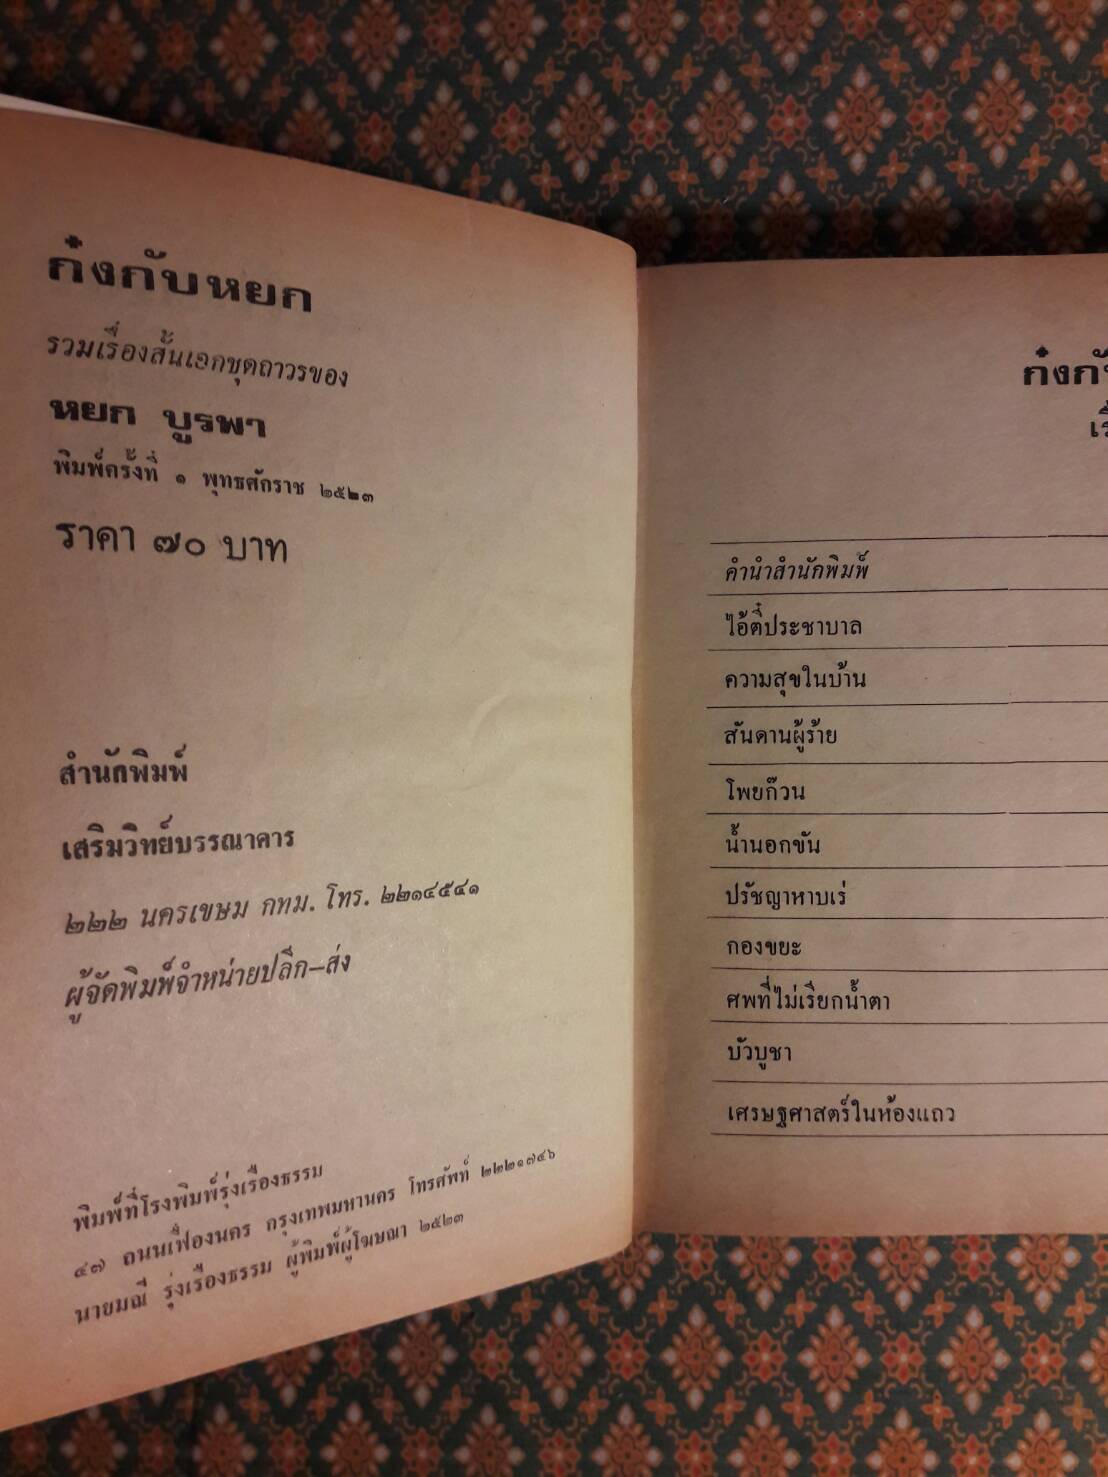 ก๋งกับหยก
รวมเรื่องสั้นเอกชุดถาวรของ
หยก บูรพา
พิมพ์ครั้งที่ ๑ พุทธศักราช ๒๕๒๓
ราคา ๗๐ บาท
สำนักพิมพ์
เสริมวิทย์บรรณาคาร
๒๒๒ นครเขษม กทม. โทร. ๒๒๑๔๕๔๑
ผู้จัดพิมพ์จำหน่ายปลีก–ส่ง
พิมพ์ที่โรงพิมพ์รุ่งเรืองธรรม
๔๗ ถนนเฟื่องนคร กรุงเทพมหานคร โทรศัพท์ ๒๒๒๑๗๔๖
นายมณี รุ่งเรืองธรรม ผู้พิมพ์ผู้โฆษณา ๒๕๒๓
ก๋งกั
เรื
คำนำสำนักพิมพ์
ไอ้ตี๋ประชาบาล
ความสุขในบ้าน
สันดานผู้ร้าย
โพยก๊วน
น้ำนอกขัน
ปรัชญาหาบเร่
กองขยะ
ศพที่ไม่เรียกน้ำตา
บัวบูชา
เศรษฐศาสตร์ในห้องแถว